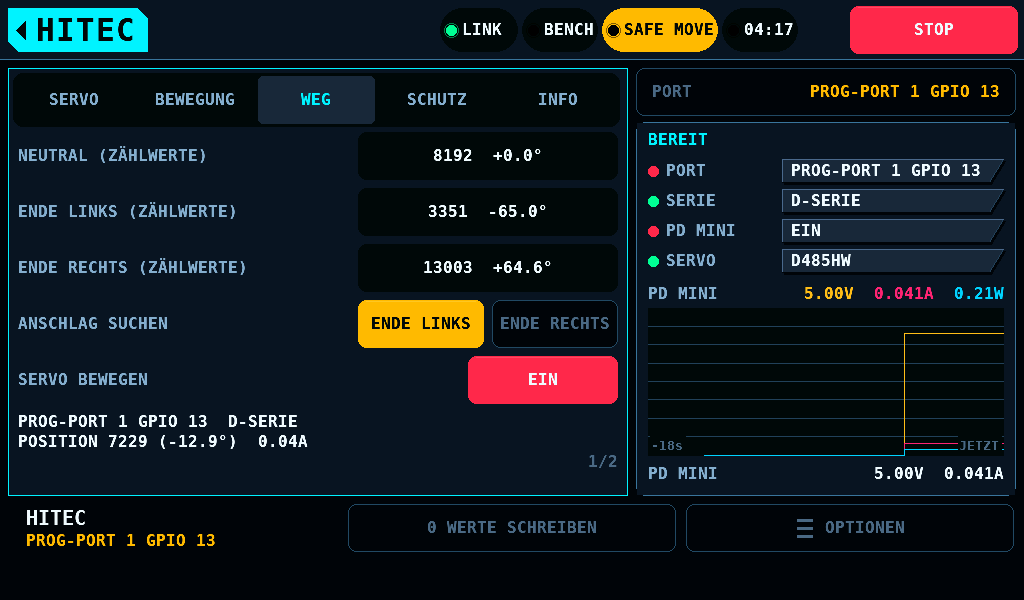 HITEC
LINK
BENCH
SAFE MOVE
04:17
STOP
SERVO
BEWEGUNG
WEG
SCHUTZ
INFO
NEUTRAL (ZÄHLWERTE)
8192 +0.0°
ENDE LINKS (ZÄHLWERTE)
3351 -65.0°
ENDE RECHTS (ZÄHLWERTE)
13003 +64.6°
ANSCHLAG SUCHEN
ENDE LINKS
ENDE RECHTS
SERVO BEWEGEN
EIN
PROG-PORT 1 GPIO 13 D-SERIE
POSITION 7229 (-12.9°) 0.04A
1/2
PORT
PROG-PORT 1 GPIO 13
BEREIT
PORT
PROG-PORT 1 GPIO 13
SERIE
D-SERIE
PD MINI
EIN
SERVO
D485HW
PD MINI
5.00V 0.041A 0.21W
-18s
JETZT
PD MINI
5.00V 0.041A
HITEC
PROG-PORT 1 GPIO 13
0 WERTE SCHREIBEN
OPTIONEN